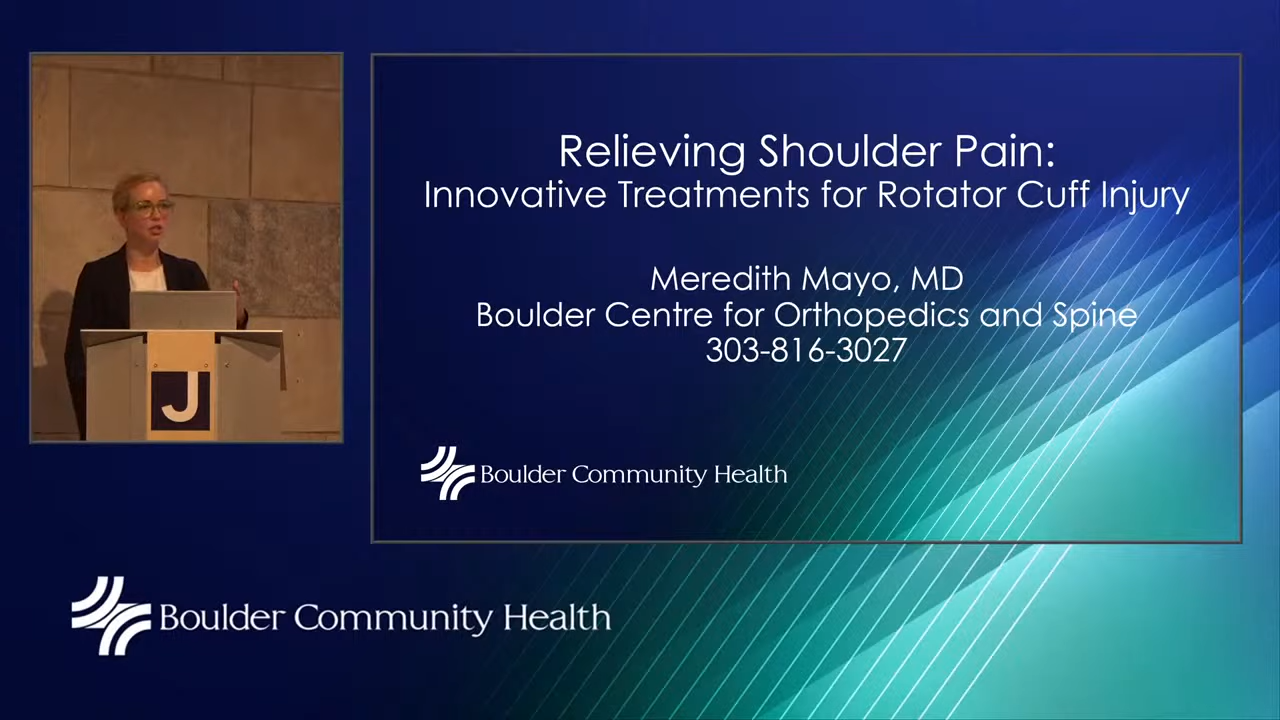 Relieving Shoulder Pain:
Innovative Treatments for Rotator Cuff Injury
Meredith Mayo, MD
Boulder Centre for Orthopedics and Spine
303-816-3027
Boulder Community Health
J
Boulder Community Health